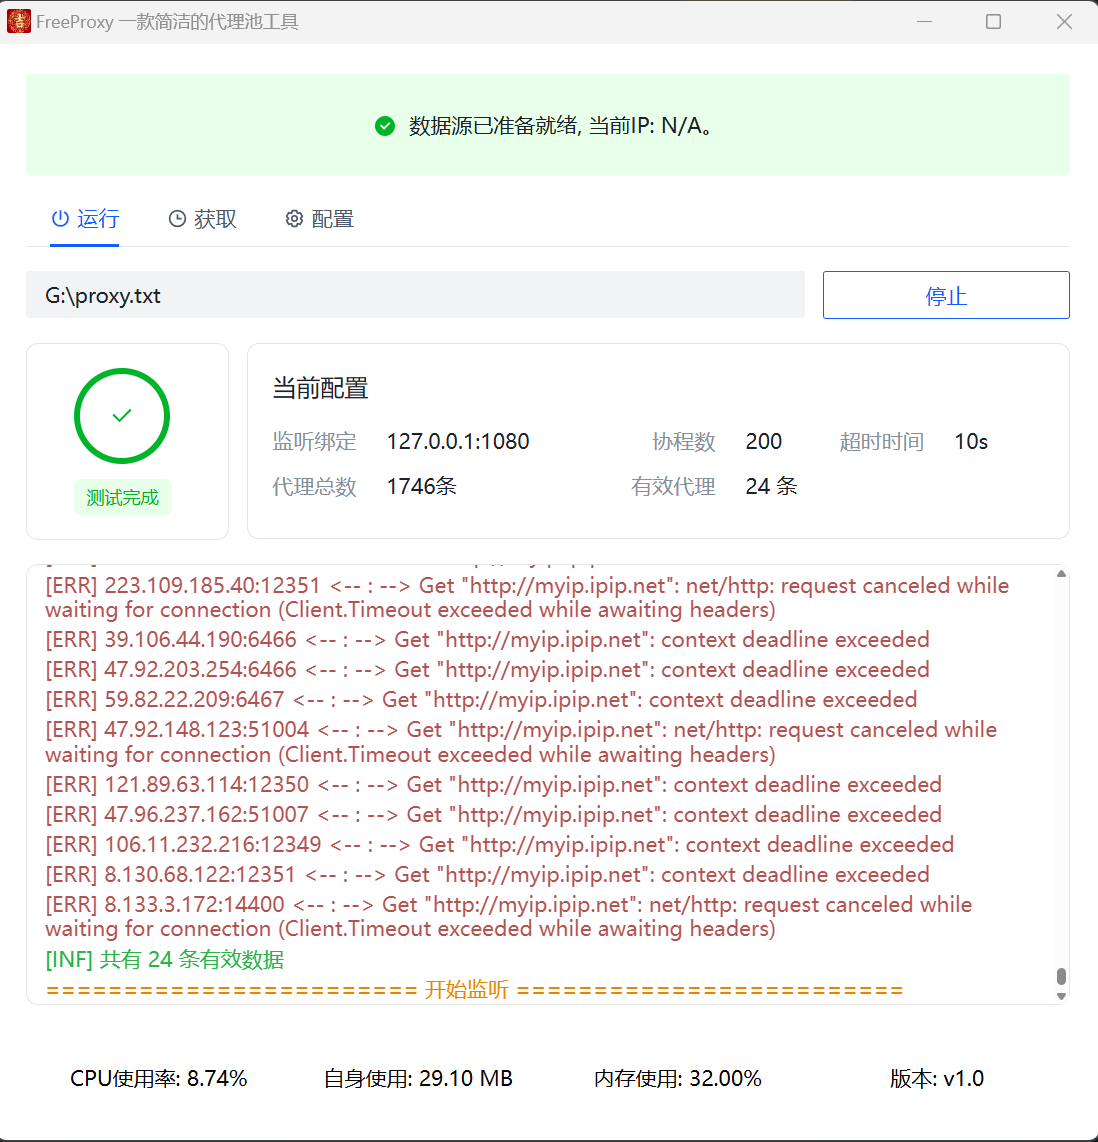 FreeProxy 一款简洁的代理池工具
数据源已准备就绪, 当前IP: N/A。
运行 获取 配置
G:\proxy.txt 停止
测试完成
当前配置
监听绑定 127.0.0.1:1080 协程数 200 超时时间 10s
代理总数 1746条 有效代理 24 条
[ERR] 223.109.185.40:12351 <-- : --> Get "http://myip.ipip.net": net/http: request canceled while
waiting for connection (Client.Timeout exceeded while awaiting headers)
[ERR] 39.106.44.190:6466 <-- : --> Get "http://myip.ipip.net": context deadline exceeded
[ERR] 47.92.203.254:6466 <-- : --> Get "http://myip.ipip.net": context deadline exceeded
[ERR] 59.82.22.209:6467 <-- : --> Get "http://myip.ipip.net": context deadline exceeded
[ERR] 47.92.148.123:51004 <-- : --> Get "http://myip.ipip.net": net/http: request canceled while
waiting for connection (Client.Timeout exceeded while awaiting headers)
[ERR] 121.89.63.114:12350 <-- : --> Get "http://myip.ipip.net": context deadline exceeded
[ERR] 47.96.237.162:51007 <-- : --> Get "http://myip.ipip.net": context deadline exceeded
[ERR] 106.11.232.216:12349 <-- : --> Get "http://myip.ipip.net": context deadline exceeded
[ERR] 8.130.68.122:12351 <-- : --> Get "http://myip.ipip.net": context deadline exceeded
[ERR] 8.133.3.172:14400 <-- : --> Get "http://myip.ipip.net": net/http: request canceled while
waiting for connection (Client.Timeout exceeded while awaiting headers)
[INF] 共有 24 条有效数据
======================== 开始监听 =========================
CPU使用率: 8.74% 自身使用: 29.10 MB 内存使用: 32.00% 版本: v1.0